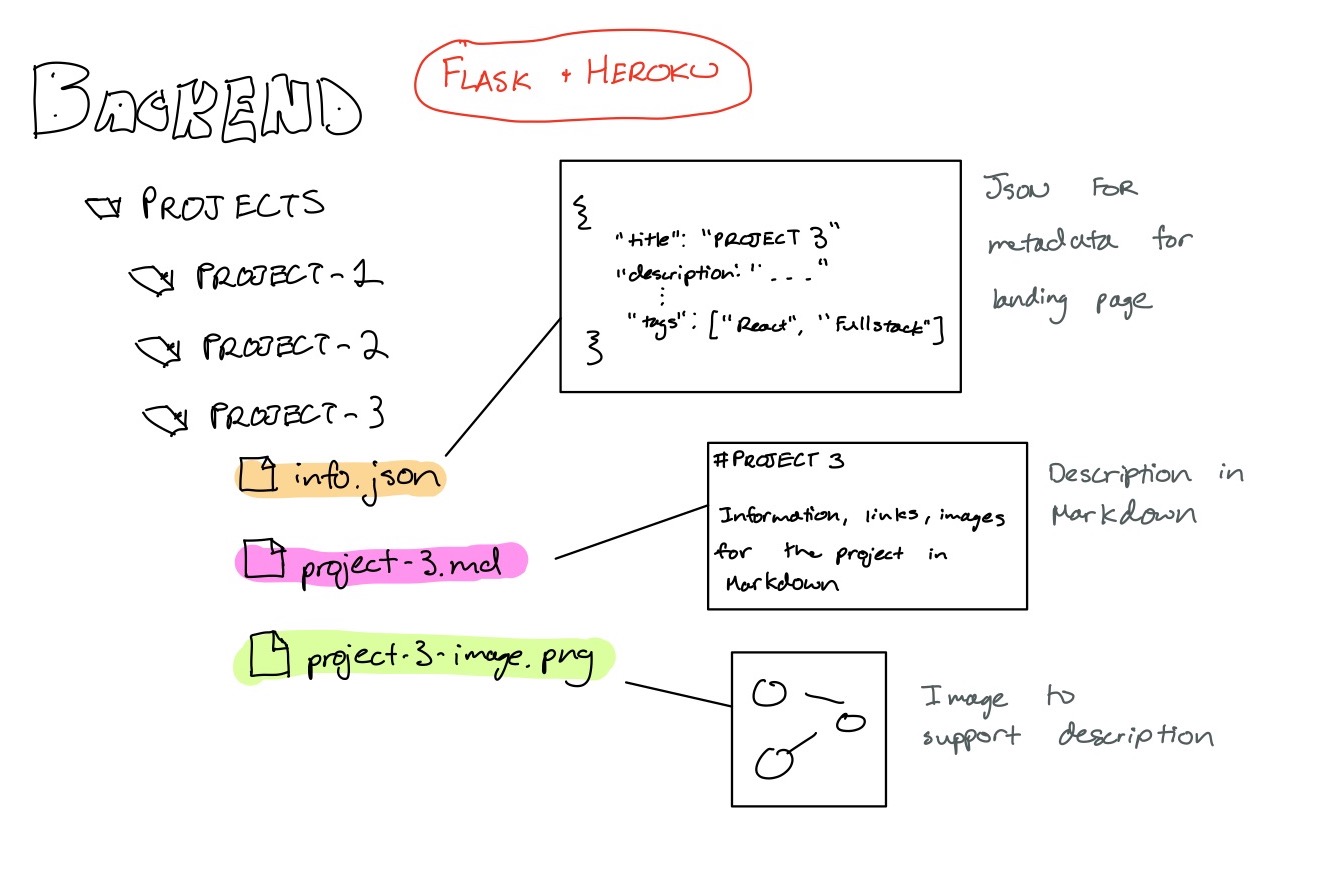 BACKEND
FLASK + HEROKU
PROJECTS
PROJECT-1
PROJECT-2
PROJECT-3
info.json
project-3.md
project-3-image.png
{
"title": "PROJECT 3"
"description: " . . . "
"tags": ["React", "Fullstack"]
}
Json FOR
metadata for
landing page
#PROJECT 3
Information, links, images
for the project in
Markdown
Description in
Markdown
Image to
support description